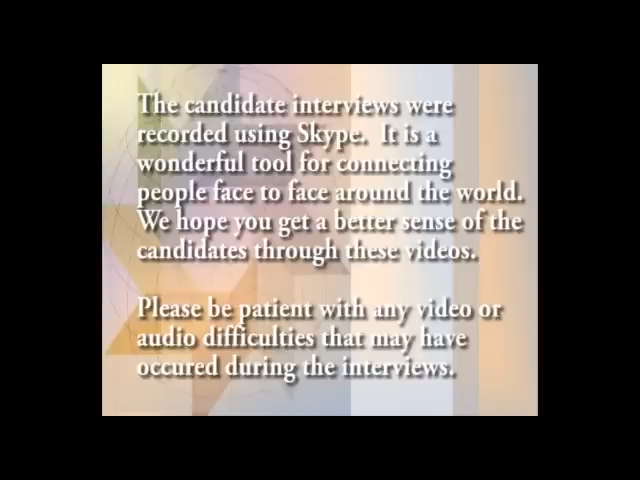 The candidate interviews were
recorded using Skype.  It is a
wonderful tool for connecting
people face to face around the world.
We hope you get a better sense of the
candidates through these videos.
Please be patient with any video or
audio difficulties that may have
occured during the interviews.